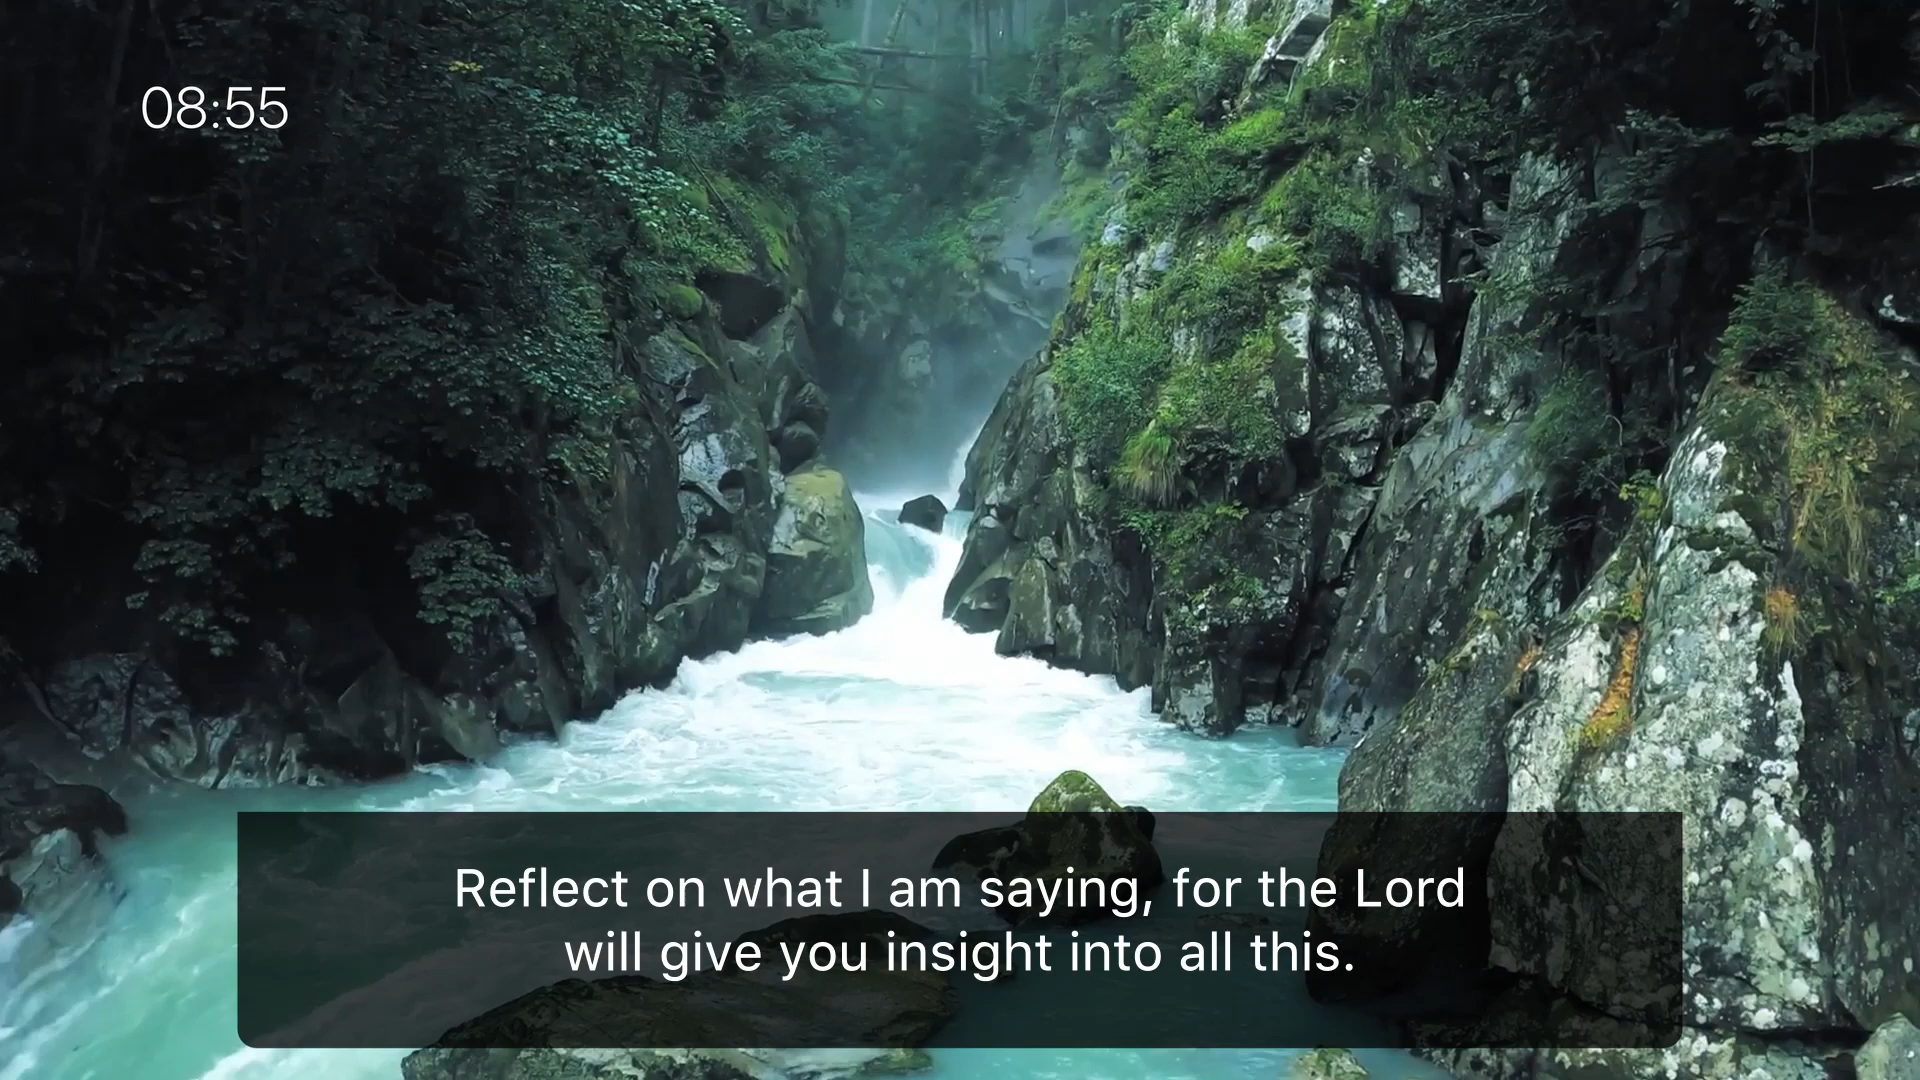 08:55
Reflect on what I am saying, for the Lord
will give you insight into all this.